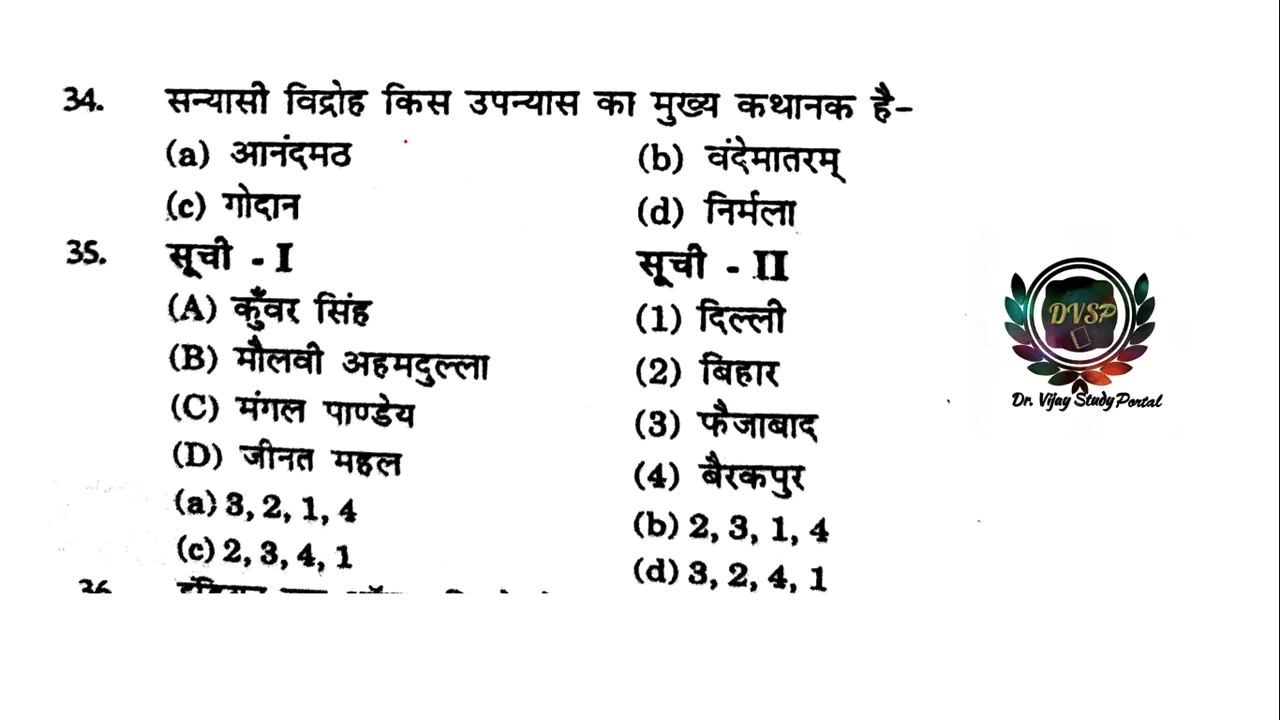 34. सन्यासी विद्रोह किस उपन्यास का मुख्य कथानक है-
(a) आनंदमठ (b) वंदेमातरम्
(c) गोदान (d) निर्मला
35. सूची - I सूची - II
(A) कुँवर सिंह (1) दिल्ली
(B) मौलवी अहमदुल्ला (2) बिहार
(C) मंगल पाण्डेय (3) फैजाबाद
(D) जीनत महल (4) बैरकपुर
(a) 3, 2, 1, 4 (b) 2, 3, 1, 4
(c) 2, 3, 4, 1 (d) 3, 2, 4, 1
36
DVSP
Dr. Vijay Study Portal